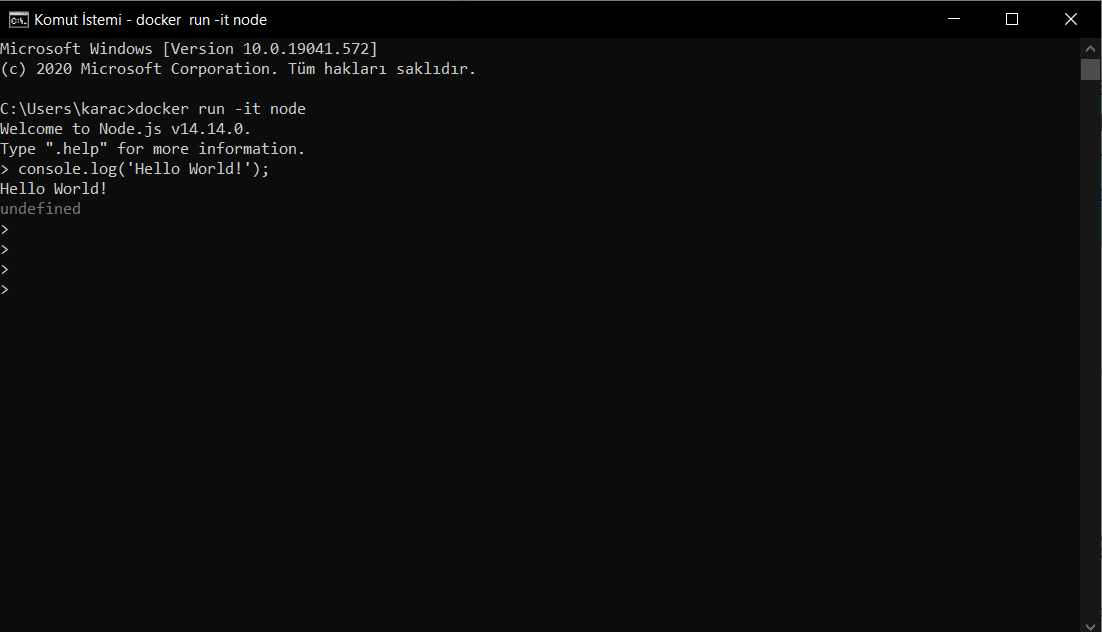 Komut İstemi - docker  run -it node
Microsoft Windows [Version 10.0.19041.572]
(c) 2020 Microsoft Corporation. Tüm hakları saklıdır.
C:\Users\karac>docker run -it node
Welcome to Node.js v14.14.0.
Type ".help" for more information.
> console.log('Hello World!');
Hello World!
undefined
>
>
>
>